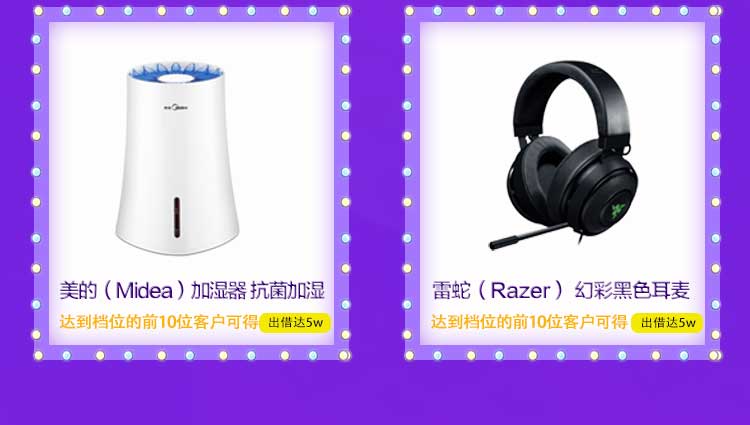 美的（Midea）加湿器 抗菌加湿
达到档位的前10位客户可得 出借达5w
雷蛇（Razer） 幻彩黑色耳麦
达到档位的前10位客户可得 出借达5w